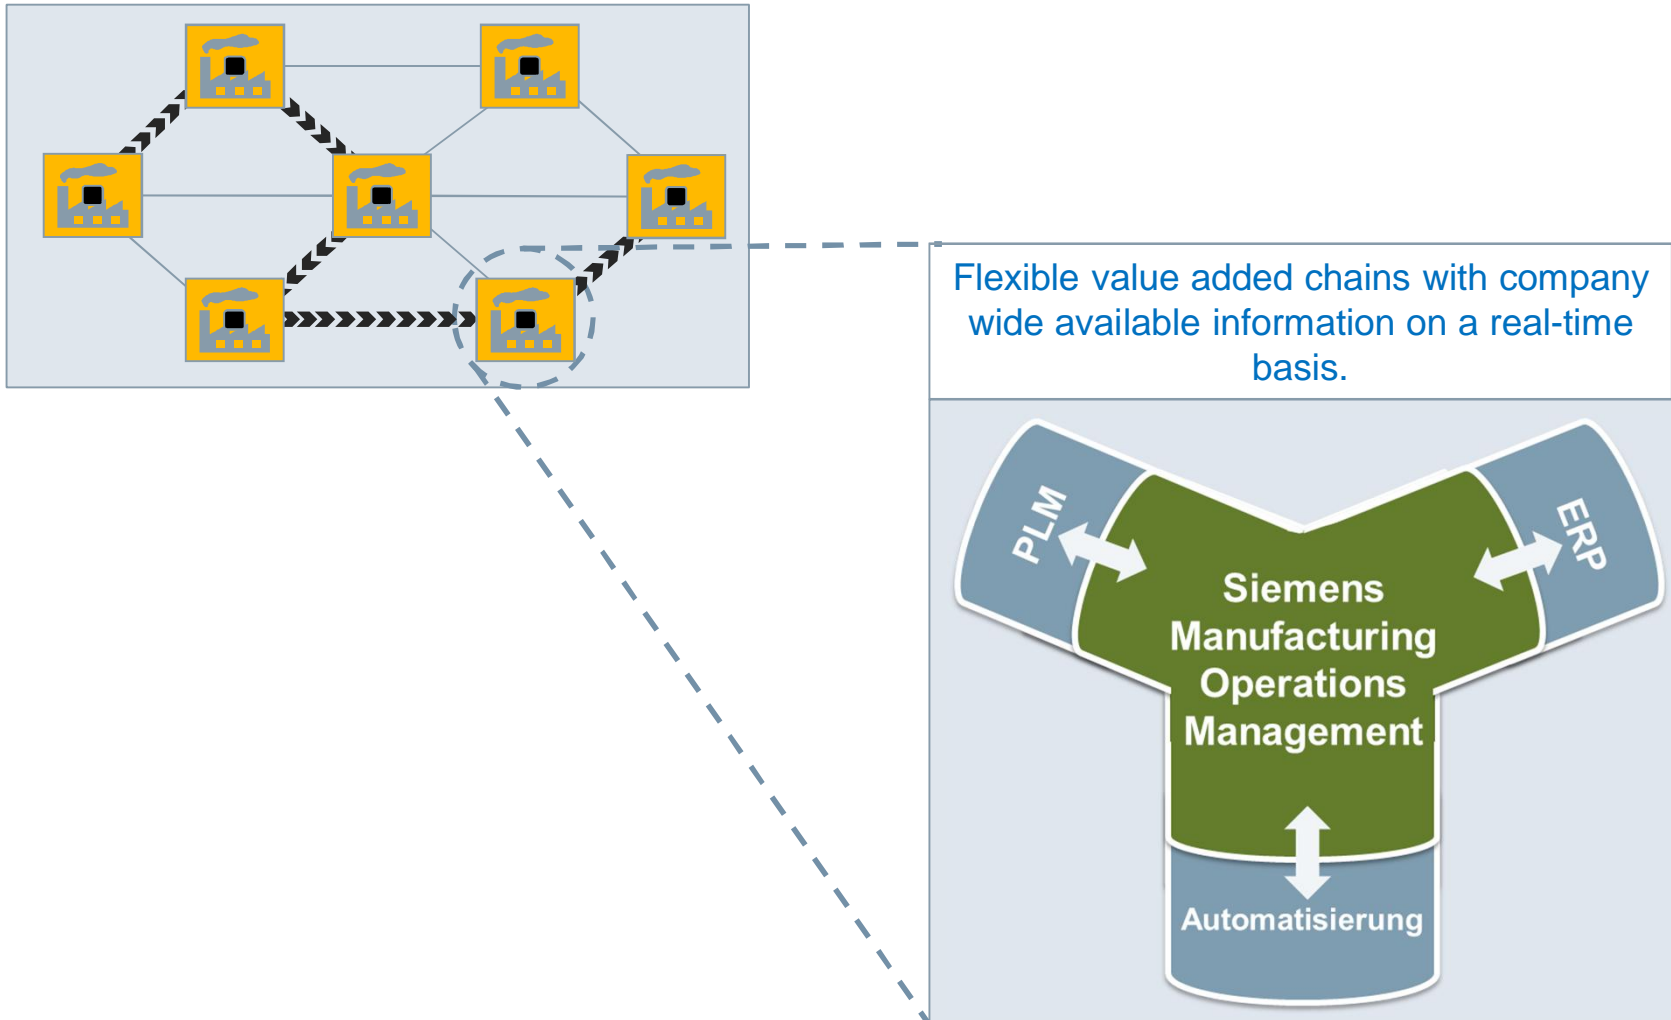 Flexible value added chains with company
wide available information on a real-time
basis.
PLM
ERP
Siemens
Manufacturing
Operations
Management
Automatisierung